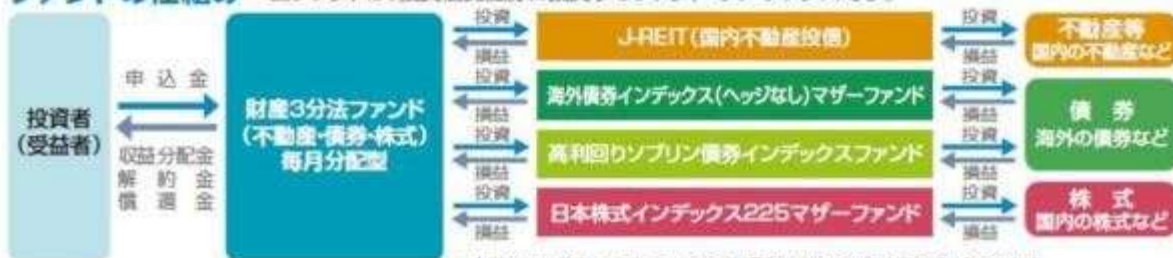 ファンドの仕組み
投資者
(受益者)
申込金
収益分配金
解約金
償還金
財産3分法ファンド
(不動産・債券・株式)
毎月分配型
投資
損益
J-REIT(国内不動産投信)
投資
損益
不動産等
国内の不動産など
投資
損益
海外債券インデックス(ヘッジなし)マザーファンド
投資
損益
投資
損益
高利回りソブリン債券インデックスファンド
投資
損益
債券
海外の債券など
投資
損益
日本株式インデックス225マザーファンド
投資
損益
株式
国内の株式など